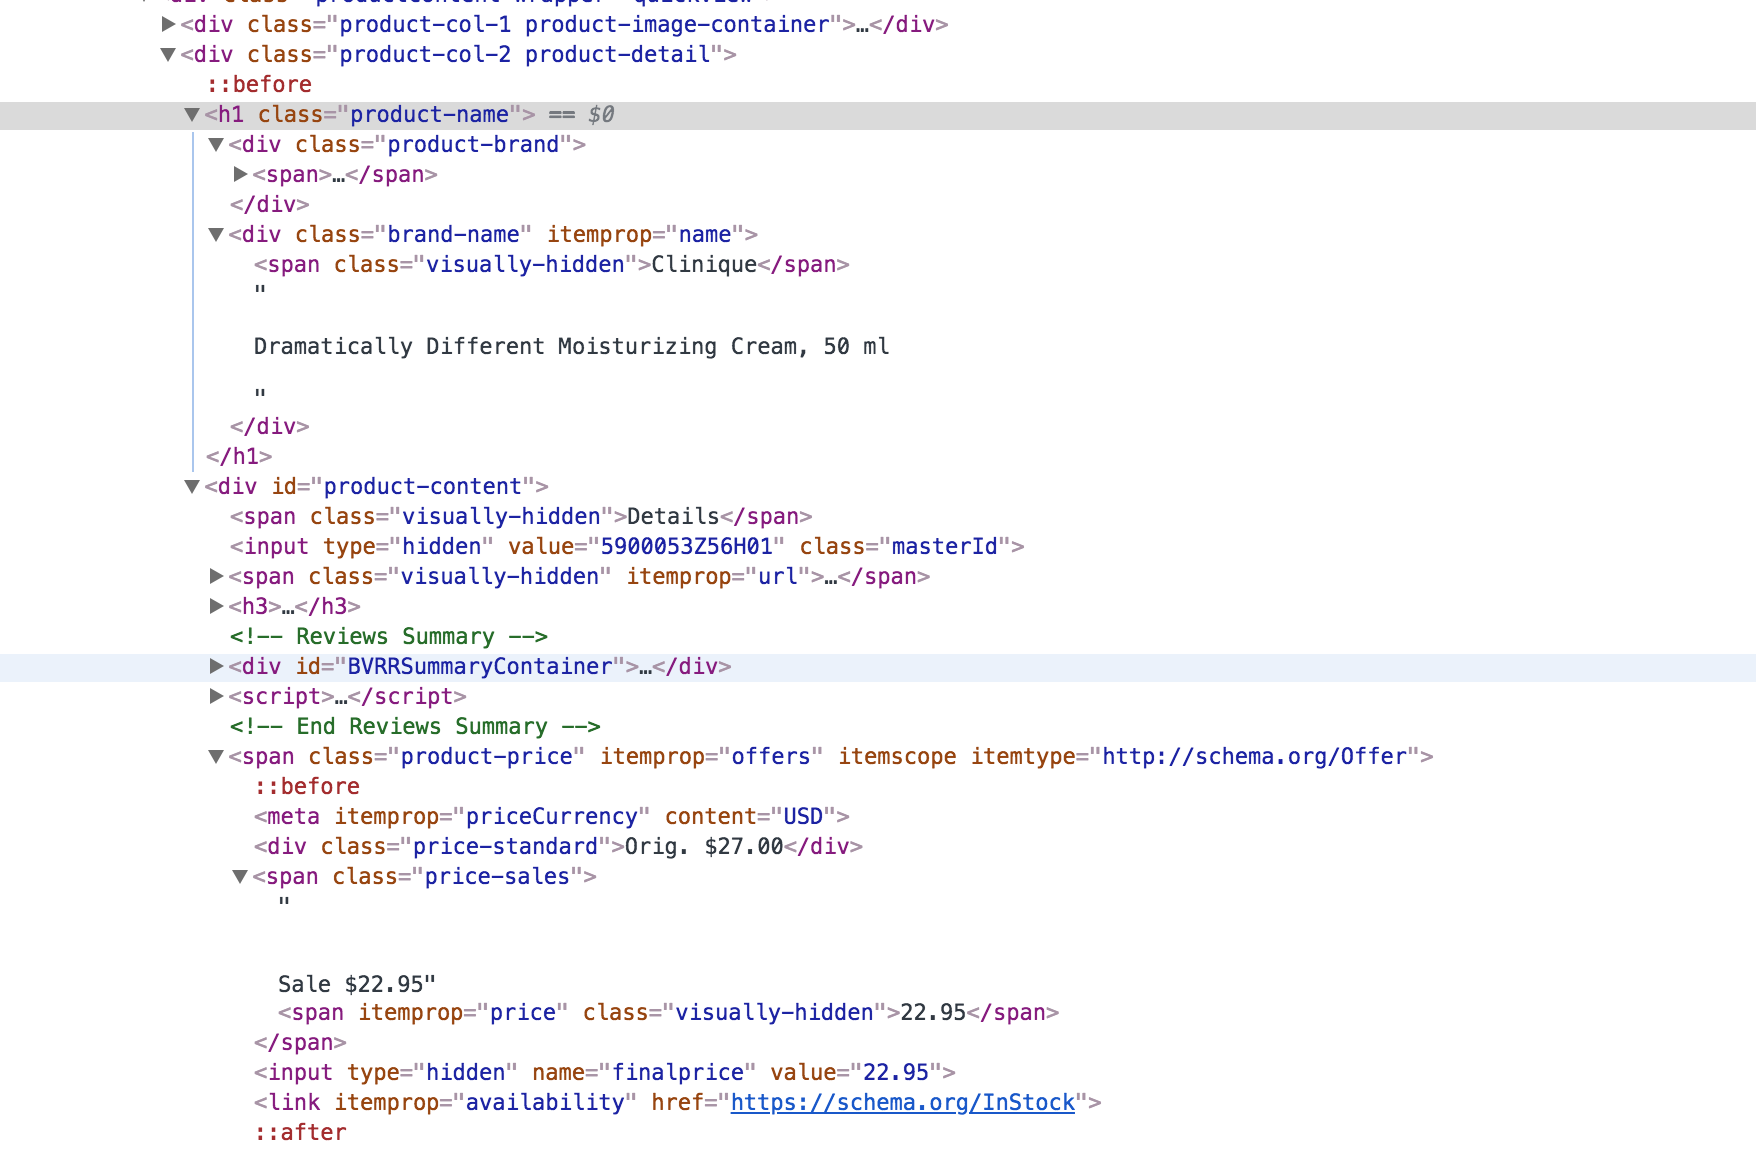 ▶<div class="product-col-1 product-image-container">…</div>
▼<div class="product-col-2 product-detail">
::before
▼<h1 class="product-name"> == $0
▼<div class="product-brand">
▶<span>…</span>
</div>
▼<div class="brand-name" itemprop="name">
<span class="visually-hidden">Clinique</span>
"
Dramatically Different Moisturizing Cream, 50 ml
"
</div>
</h1>
▼<div id="product-content">
<span class="visually-hidden">Details</span>
<input type="hidden" value="5900053Z56H01" class="masterId">
▶<span class="visually-hidden" itemprop="url">…</span>
▶<h3>…</h3>
<!-- Reviews Summary -->
▶<div id="BVRRSummaryContainer">…</div>
▶<script>…</script>
<!-- End Reviews Summary -->
▼<span class="product-price" itemprop="offers" itemscope itemtype="http://schema.org/Offer">
::before
<meta itemprop="priceCurrency" content="USD">
<div class="price-standard">Orig. $27.00</div>
▼<span class="price-sales">
"
Sale $22.95"
<span itemprop="price" class="visually-hidden">22.95</span>
</span>
<input type="hidden" name="finalprice" value="22.95">
<link itemprop="availability" href="https://schema.org/InStock">
::after